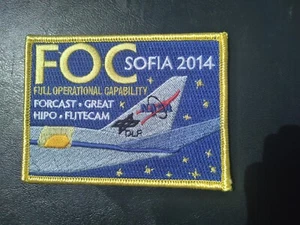 FOC SOFIA 2014
FULL OPERATIONAL CAPABILITY
FORCAST • GREAT
HIPO • FLITECAM
NASA
DLR